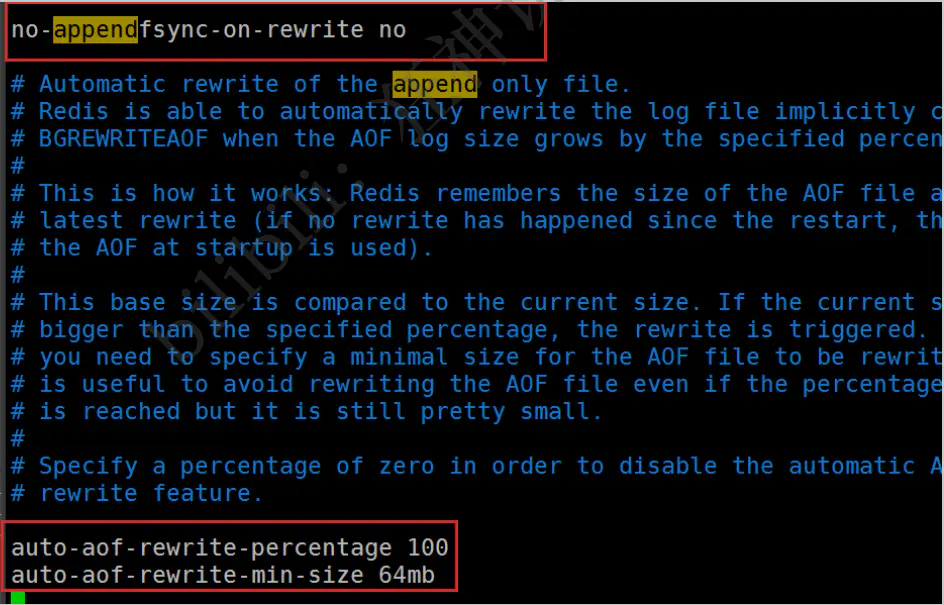 no-appendfsync-on-rewrite no
# Automatic rewrite of the append only file.
# Redis is able to automatically rewrite the log file implicitly c
# BGREWRITEAOF when the AOF log size grows by the specified percen
#
# This is how it works: Redis remembers the size of the AOF file a
# latest rewrite (if no rewrite has happened since the restart, th
# the AOF at startup is used).
#
# This base size is compared to the current size. If the current s
# bigger than the specified percentage, the rewrite is triggered.
# you need to specify a minimal size for the AOF file to be rewrit
# is useful to avoid rewriting the AOF file even if the percentage
# is reached but it is still pretty small.
#
# Specify a percentage of zero in order to disable the automatic A
# rewrite feature.
auto-aof-rewrite-percentage 100
auto-aof-rewrite-min-size 64mb
bilibili: 狂神